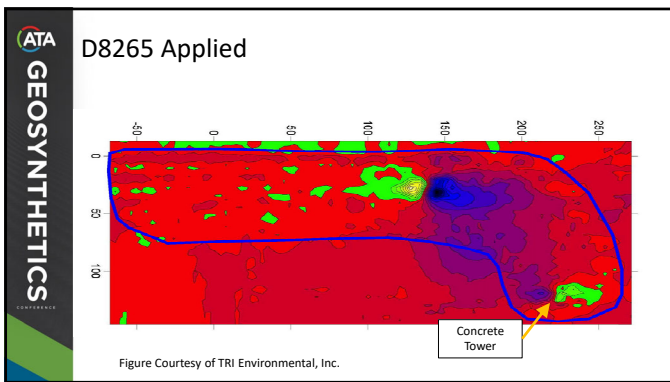 ATA
GEOSYNTHETICS
CONFERENCE
D8265 Applied
-50
0
50
100
150
200
250
0
50
100
Concrete
Tower
Figure Courtesy of TRI Environmental, Inc.